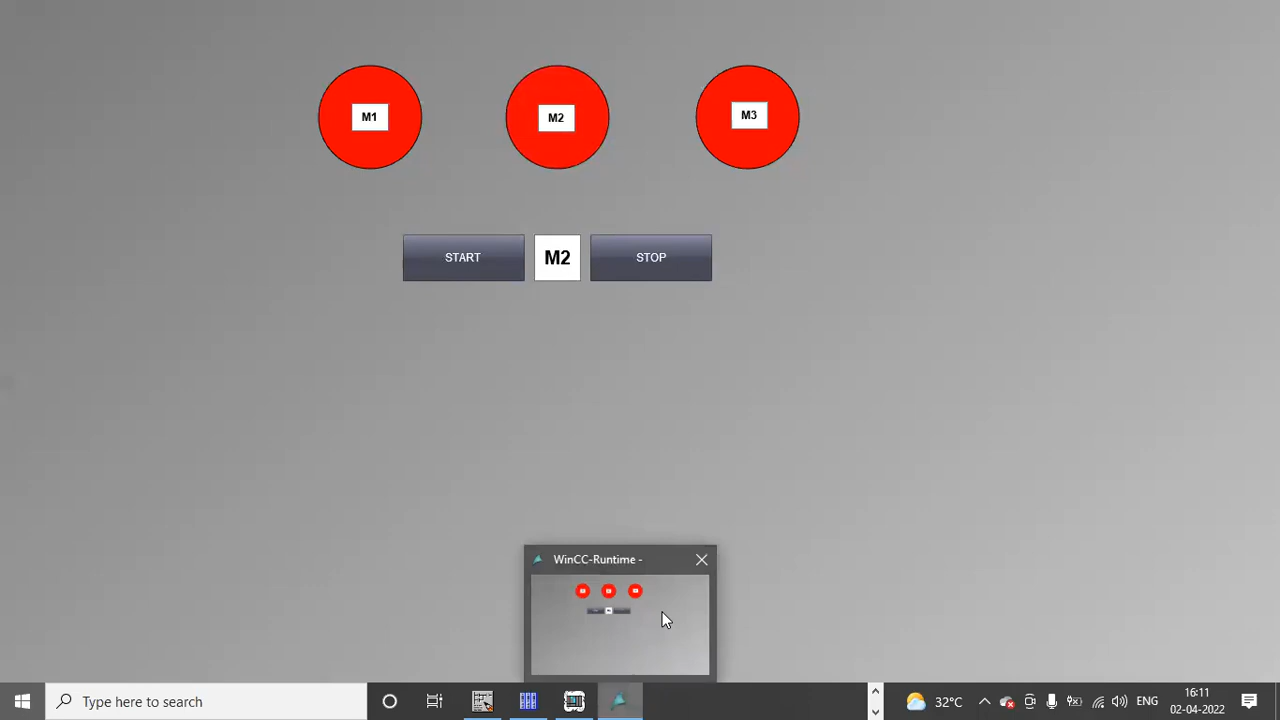 M1
M2
M3
START
M2
STOP
WinCC-Runtime -
Type here to search
32°C
ENG
16:11
02-04-2022